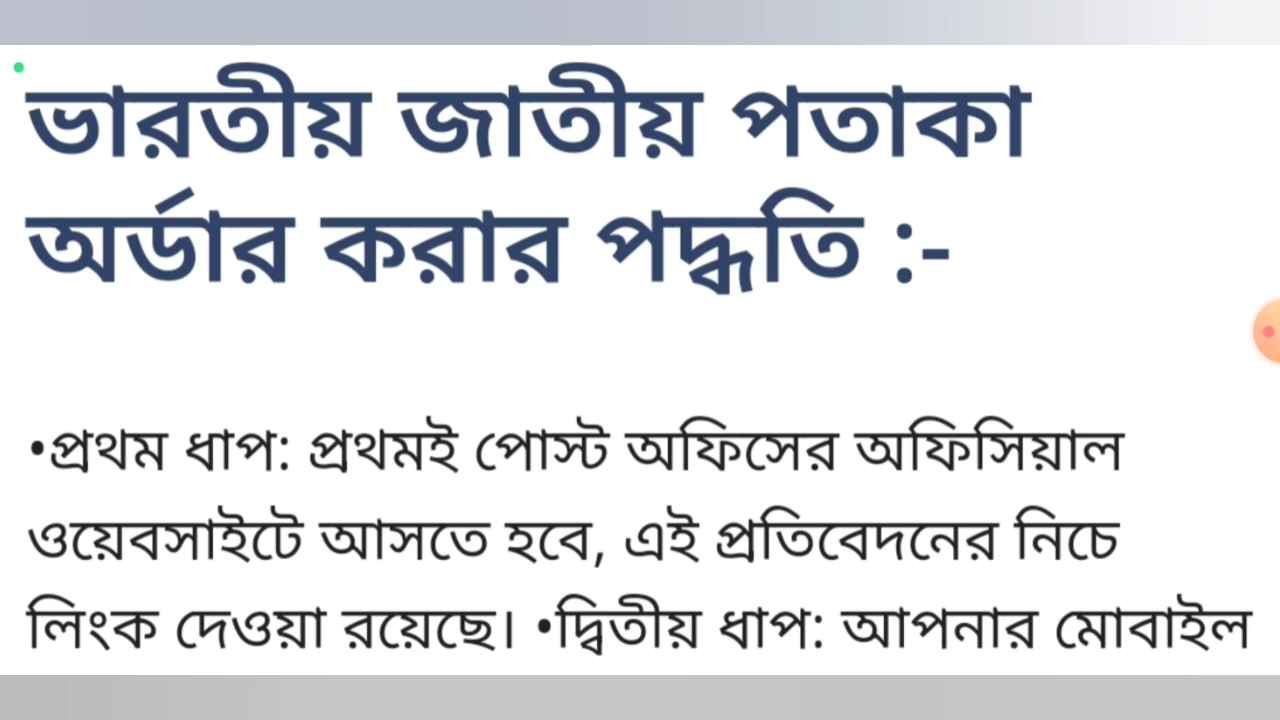 ভারতীয় জাতীয় পতাকা
অর্ডার করার পদ্ধতি :-
•প্রথম ধাপ: প্রথমই পোস্ট অফিসের অফিসিয়াল
ওয়েবসাইটে আসতে হবে, এই প্রতিবেদনের নিচে
লিংক দেওয়া রয়েছে। •দ্বিতীয় ধাপ: আপনার মোবাইল